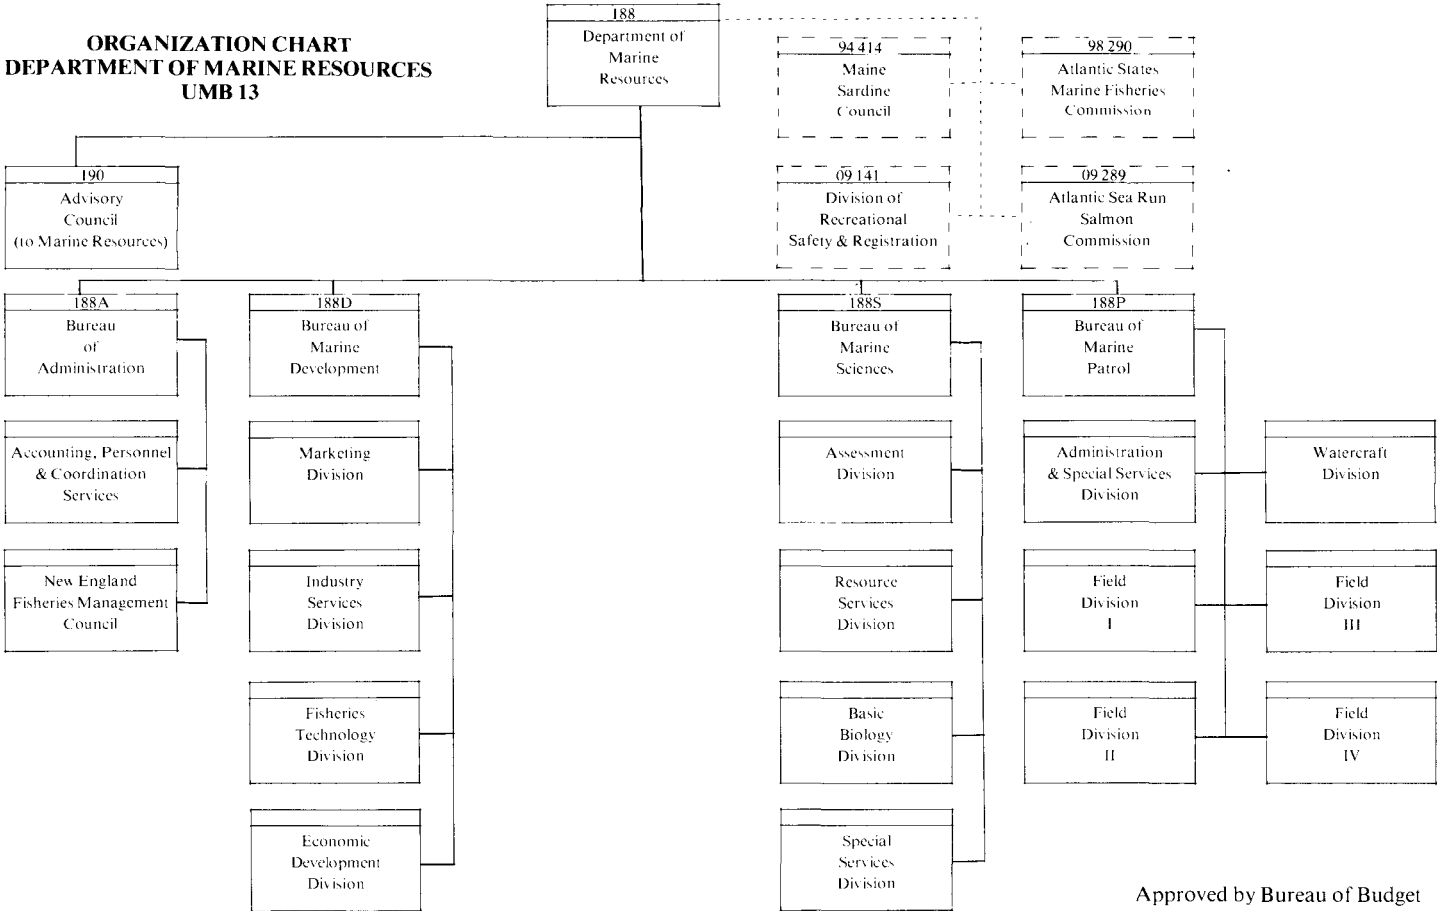 ORGANIZATION CHART
DEPARTMENT OF MARINE RESOURCES
UMB 13
188
Department of
Marine
Resources
94 414
Maine
Sardine
Council
98 290
Atlantic States
Marine Fisheries
Commission
190
Advisory
Council
(to Marine Resources)
09 141
Division of
Recreational
Safety & Registration
09 289
Atlantic Sea Run
Salmon
Commission
188A
Bureau
of
Administration
188D
Bureau of
Marine
Development
188S
Bureau of
Marine
Sciences
188P
Bureau of
Marine
Patrol
Accounting, Personnel
& Coordination
Services
Marketing
Division
Assessment
Division
Administration
& Special Services
Division
Watercraft
Division
New England
Fisheries Management
Council
Industry
Services
Division
Resource
Services
Division
Field
Division
I
Field
Division
III
Fisheries
Technology
Division
Basic
Biology
Division
Field
Division
II
Field
Division
IV
Economic
Development
Division
Special
Services
Division
Approved by Bureau of Budget